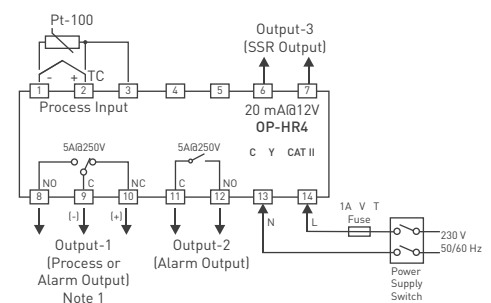 Pt-100
Output-3
(SSR Output)
- + TC
1 2 3 4 5 6 7
Process Input
20 mA@12V
OP-HR4
C Y CAT II
5A@250V
5A@250V
NO C NC C NO
8 9 10 11 12 13 14
(-) (+)
N L
1A V T
Fuse
Output-1
(Process or
Alarm Output)
Note 1
Output-2
(Alarm Output)
230 V
50/60 Hz
Power
Supply
Switch